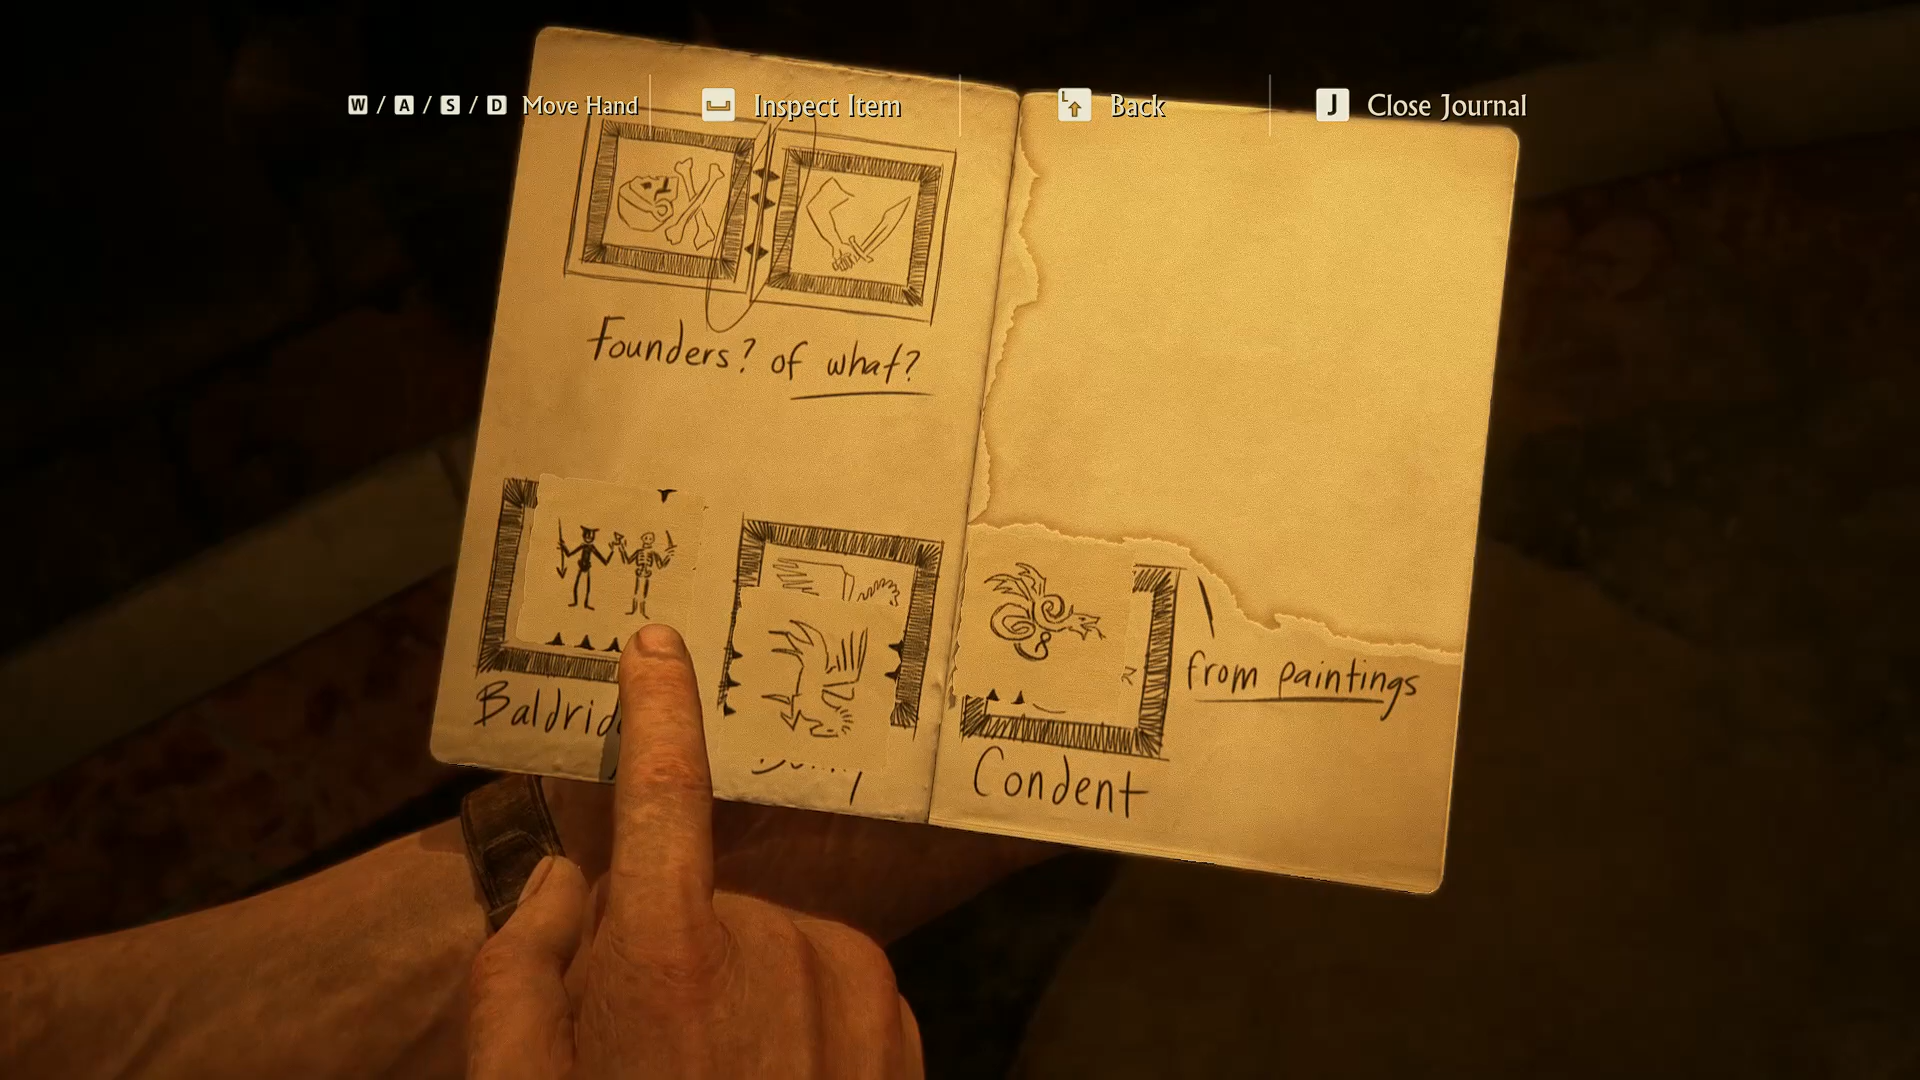 W / A / S / D Move Hand
Inspect Item
L Back
J Close Journal
Founders? of what?
from paintings
Condent